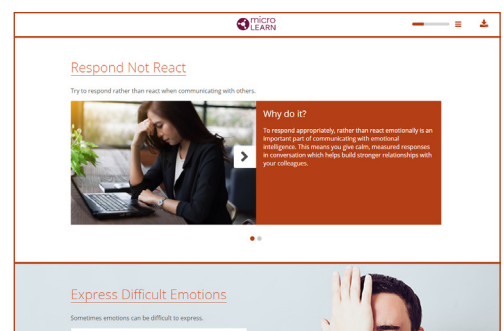 micro
LEARN
Respond Not React
Try to respond rather than react when communicating with others.
Why do it?
To respond appropriately, rather than react emotionally is an
important part of communicating with emotional
intelligence. This means you give calm, measured responses
in conversation which helps build stronger relationships with
your colleagues.
Express Difficult Emotions
Sometimes emotions can be difficult to express.